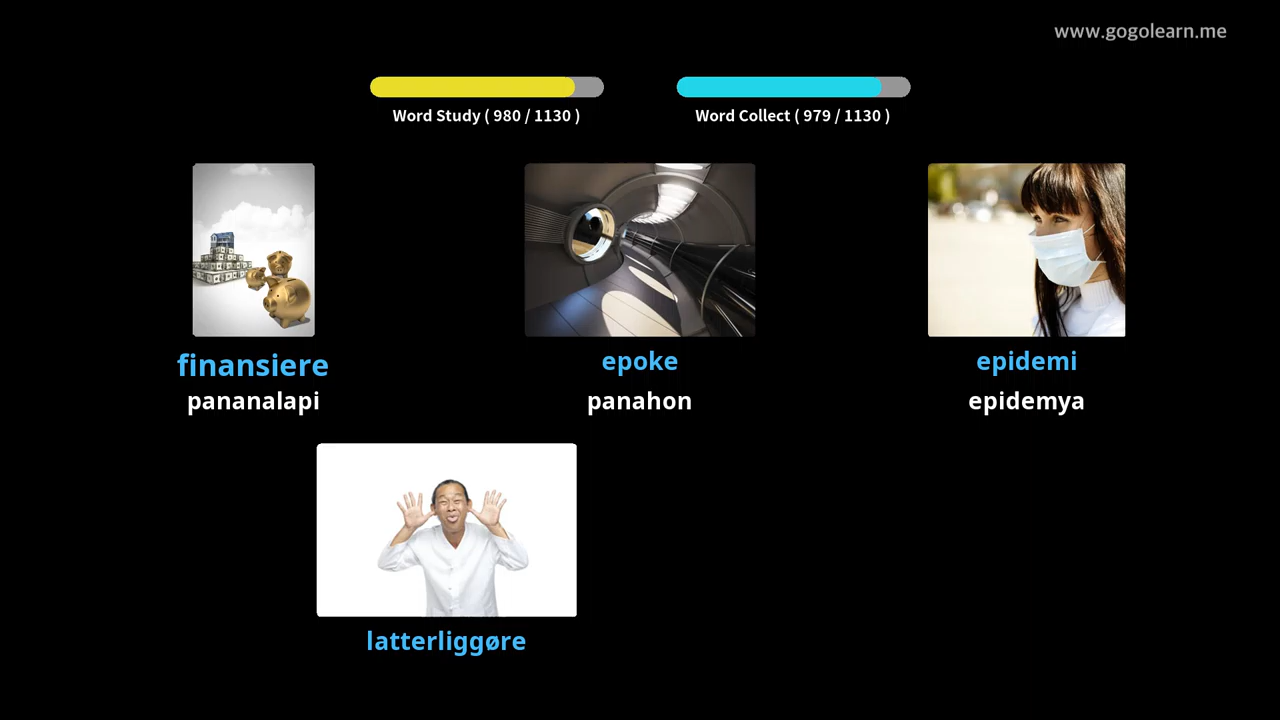 www.gogolearn.me
Word Study ( 980 / 1130 )
Word Collect ( 979 / 1130 )
finansiere
epoke
epidemi
pananalapi
panahon
epidemya
latterliggøre